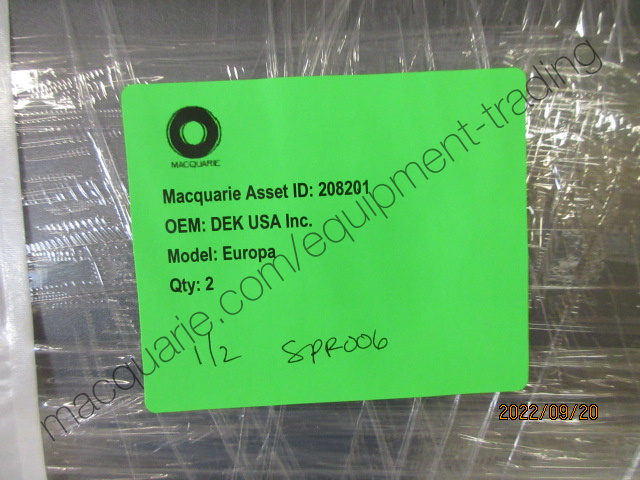 MACQUARIE
Macquarie Asset ID: 208201
OEM: DEK USA Inc.
Model: Europa
Qty: 2
1/2 SPR006
macquarie.com/equipment-trading
2022/09/20